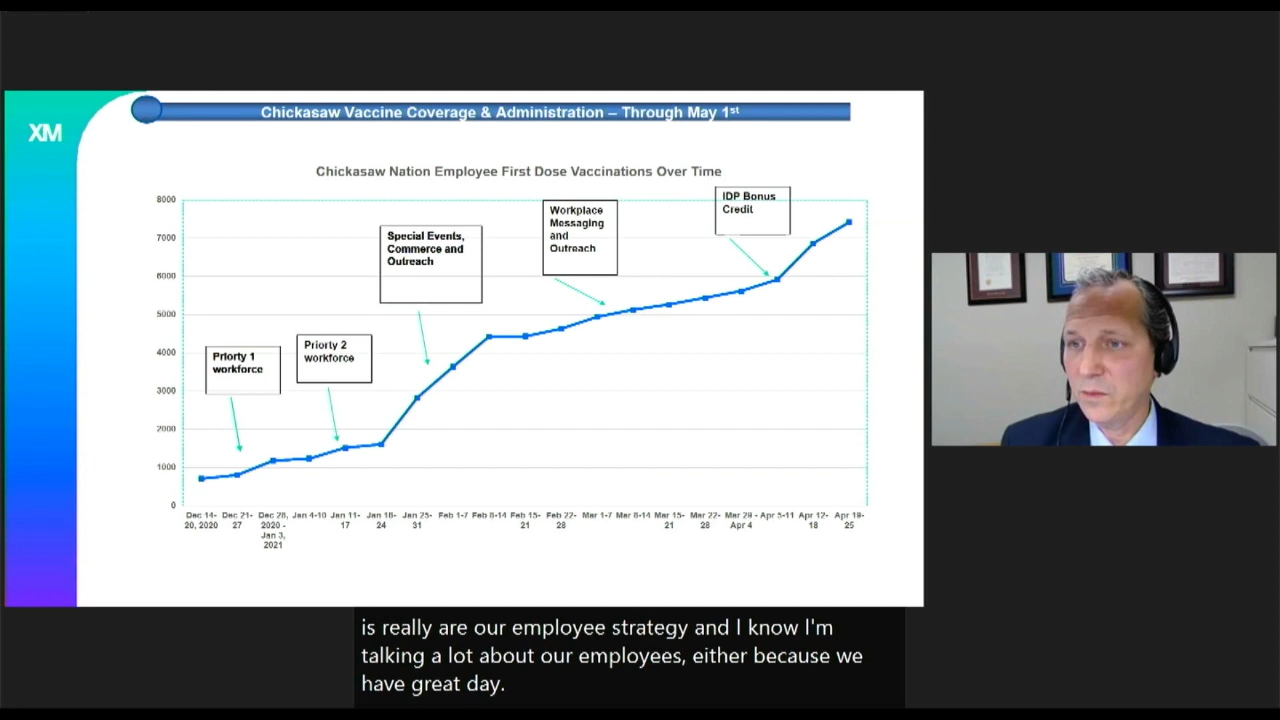 Chickasaw Vaccine Coverage & Administration – Through May 1st
XM
Chickasaw Nation Employee First Dose Vaccinations Over Time
8000
7000
6000
5000
4000
3000
2000
1000
0
Priorty 1
workforce
Priorty 2
workforce
Special Events,
Commerce and
Outreach
Workplace
Messaging
and
Outreach
IDP Bonus
Credit
Dec 14-
20, 2020
Dec 21-
27
Dec 28,
2020 -
Jan 3,
2021
Jan 4-10
Jan 11-
17
Jan 18-
24
Jan 25-
31
Feb 1-7
Feb 8-14
Feb 15-
21
Feb 22-
28
Mar 1-7
Mar 8-14
Mar 15-
21
Mar 22-
28
Mar 29 -
Apr 4
Apr 5-11
Apr 12-
18
Apr 19-
25
is really are our employee strategy and I know I'm
talking a lot about our employees, either because we
have great day.